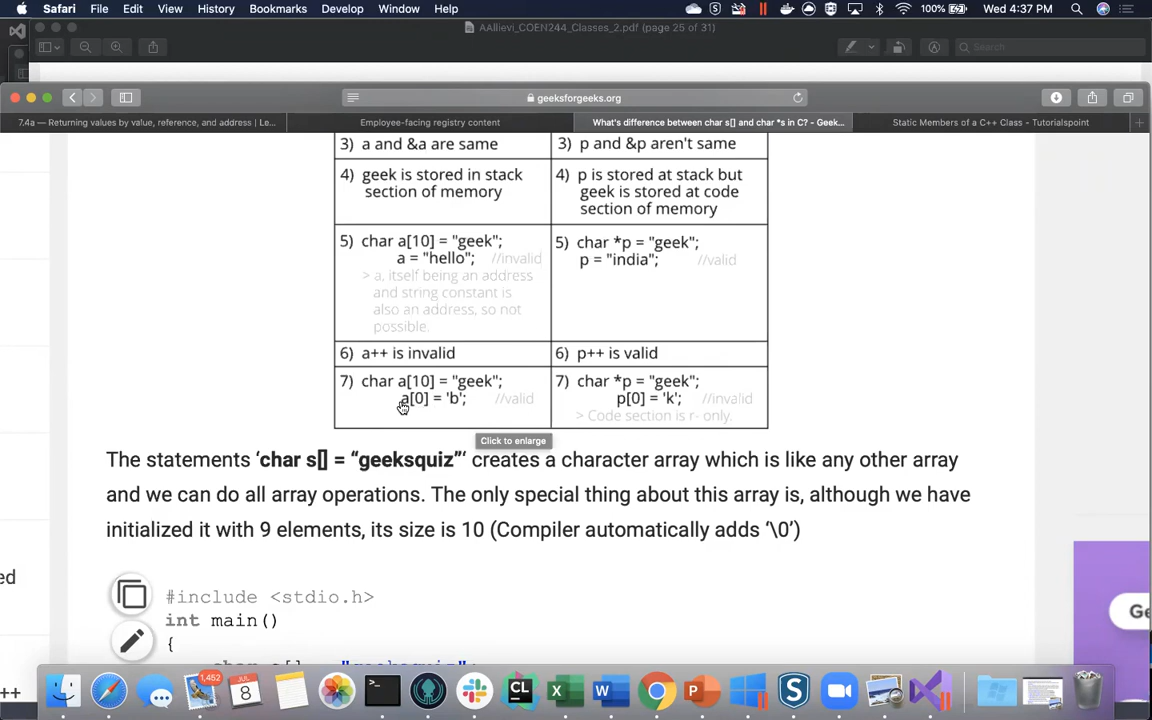 Safari File Edit View History Bookmarks Develop Window Help 100% Wed 4:37 PM
AAllievi_COEN244_Classes_2.pdf (page 25 of 31)
Search
geeksforgeeks.org
7.4a — Returning values by value, reference, and address | Le... Employee-facing registry content What's difference between char s[] and char *s in C? - Geek... Static Members of a C++ Class - Tutorialspoint
3) a and &a are same
3) p and &p aren't same
4) geek is stored in stack
section of memory
4) p is stored at stack but
geek is stored at code
section of memory
5) char a[10] = "geek";
a = "hello"; //invalid
> a, itself being an address
and string constant is
also an address, so not
possible.
5) char *p = "geek";
p = "india"; //valid
6) a++ is invalid
6) p++ is valid
7) char a[10] = "geek";
a[0] = 'b'; //valid
7) char *p = "geek";
p[0] = 'k'; //invalid
> Code section is r- only.
Click to enlarge
The statements ‘char s[] = “geeksquiz”‘ creates a character array which is like any other array
and we can do all array operations. The only special thing about this array is, although we have
initialized it with 9 elements, its size is 10 (Compiler automatically adds ‘\0’)
ed
Ge
#include <stdio.h>
int main()
{
char s[] = "geeksquiz";
++
1,452
JUL
8